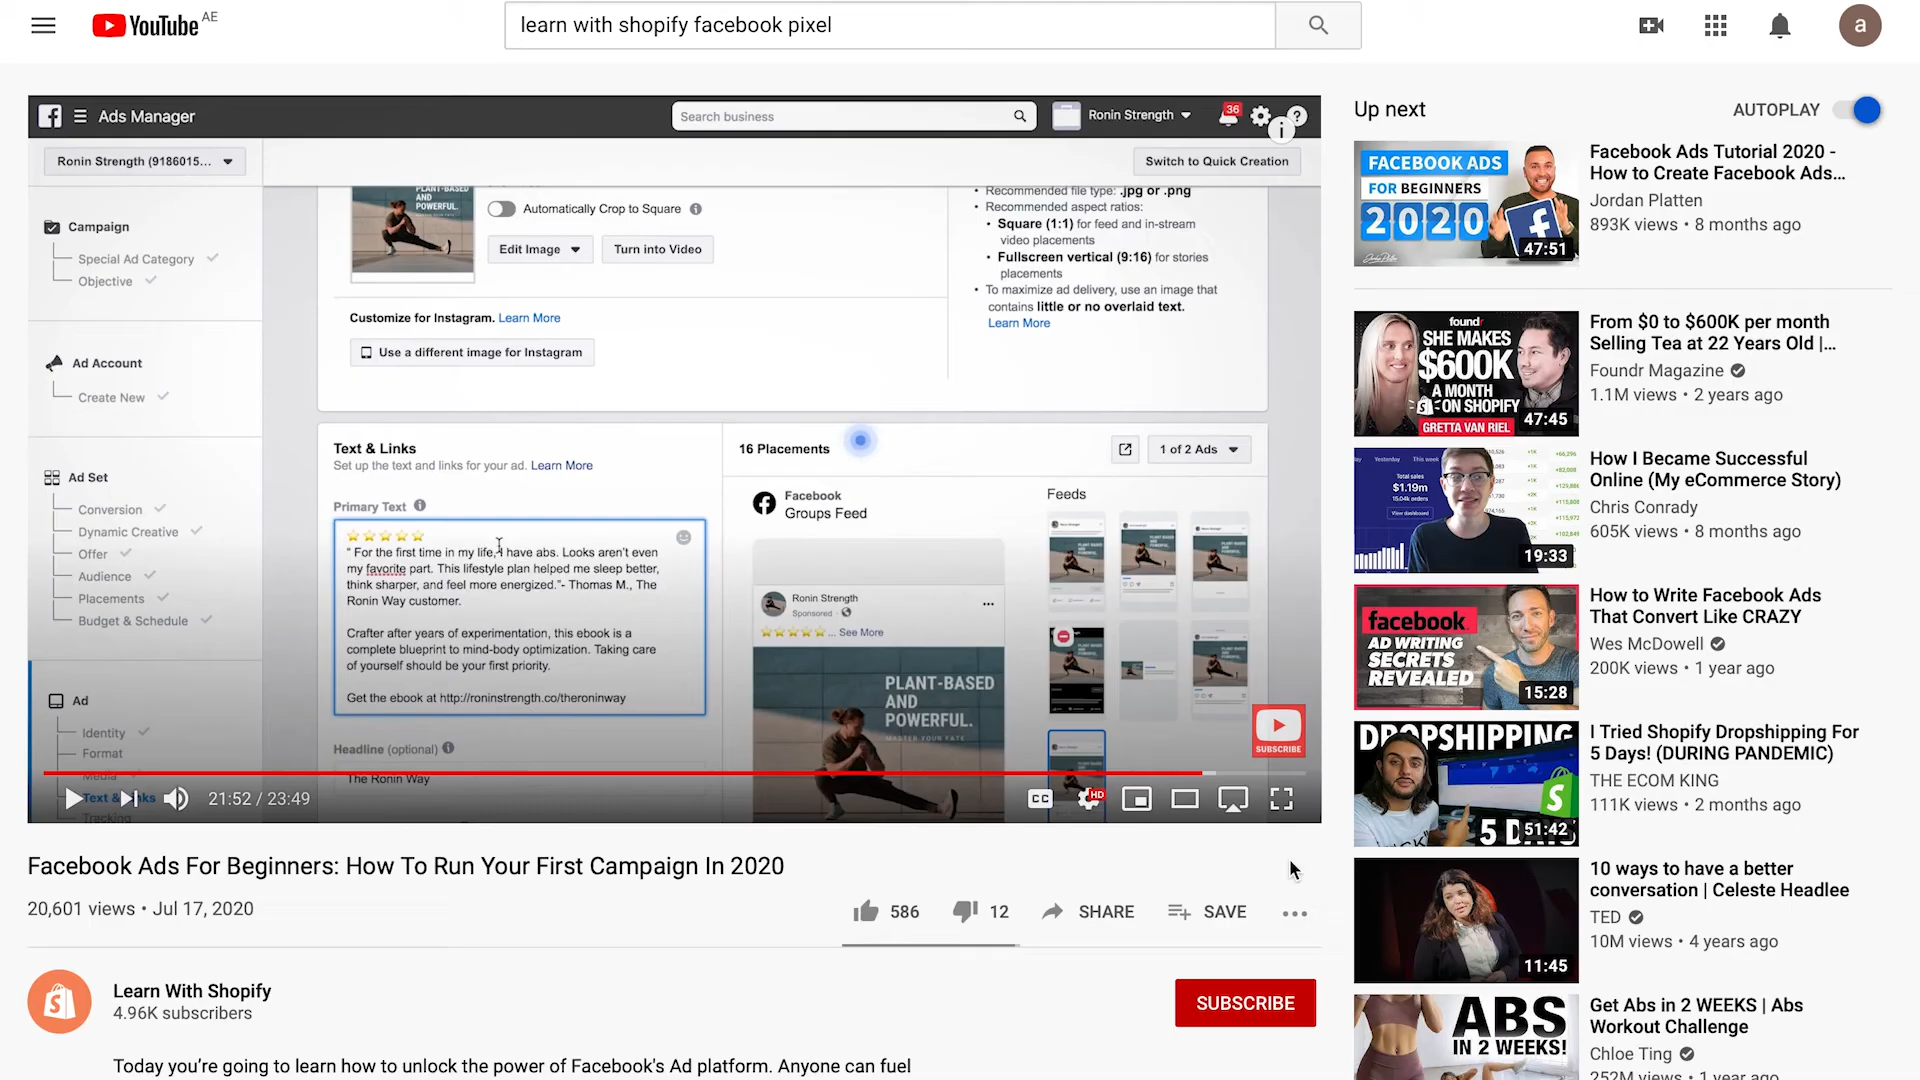 YouTube AE
learn with shopify facebook pixel
a
Ads Manager
Search business
Ronin Strength
36
Ronin Strength (9186015...
Switch to Quick Creation
Campaign
Special Ad Category
Objective
Ad Account
Create New
Ad Set
Conversion
Dynamic Creative
Offer
Audience
Placements
Budget & Schedule
Ad
Identity
Format
Media
Text & Links
Tracking
PLANT-BASED
AND
POWERFUL.
Automatically Crop to Square
Edit Image
Turn into Video
Customize for Instagram. Learn More
Use a different image for Instagram
• Recommended file type: .jpg or .png
• Recommended aspect ratios:
• Square (1:1) for feed and in-stream
video placements
• Fullscreen vertical (9:16) for stories
placements
• To maximize ad delivery, use an image that
contains little or no overlaid text.
Learn More
Text & Links
Set up the text and links for your ad. Learn More
Primary Text
" For the first time in my life, I have abs. Looks aren't even
my favorite part. This lifestyle plan helped me sleep better,
think sharper, and feel more energized."- Thomas M., The
Ronin Way customer.
Crafter after years of experimentation, this ebook is a
complete blueprint to mind-body optimization. Taking care
of yourself should be your first priority.
Get the ebook at http://roninstrength.co/theroninway
Headline (optional)
The Ronin Way
16 Placements
1 of 2 Ads
Facebook
Groups Feed
Feeds
Ronin Strength
Sponsored
... See More
PLANT-BASED
AND
POWERFUL.
MASTER YOUR FATE
SUBSCRIBE
21:52 / 23:49
CC
HD
Facebook Ads For Beginners: How To Run Your First Campaign In 2020
20,601 views • Jul 17, 2020
586
12
SHARE
SAVE
Learn With Shopify
4.96K subscribers
SUBSCRIBE
Today you're going to learn how to unlock the power of Facebook's Ad platform. Anyone can fuel
Up next
AUTOPLAY
FACEBOOK ADS
FOR BEGINNERS
2020
47:51
Facebook Ads Tutorial 2020 -
How to Create Facebook Ads...
Jordan Platten
893K views • 8 months ago
foundr
SHE MAKES
$600K
A MONTH
ON SHOPIFY
GRETTA VAN RIEL
47:45
From $0 to $600K per month
Selling Tea at 22 Years Old |...
Foundr Magazine
1.1M views • 2 years ago
Yesterday
This week
Total sales
$1.19m
15.04k orders
View dashboard
19:33
How I Became Successful
Online (My eCommerce Story)
Chris Conrady
605K views • 8 months ago
facebook
AD WRITING
SECRETS
REVEALED
15:28
How to Write Facebook Ads
That Convert Like CRAZY
Wes McDowell
200K views • 1 year ago
DROPSHIPPING
51:42
I Tried Shopify Dropshipping For
5 Days! (DURING PANDEMIC)
THE ECOM KING
111K views • 2 months ago
11:45
10 ways to have a better
conversation | Celeste Headlee
TED
10M views • 4 years ago
ABS
IN 2 WEEKS!
Get Abs in 2 WEEKS | Abs
Workout Challenge
Chloe Ting
252M views • 1 year ago